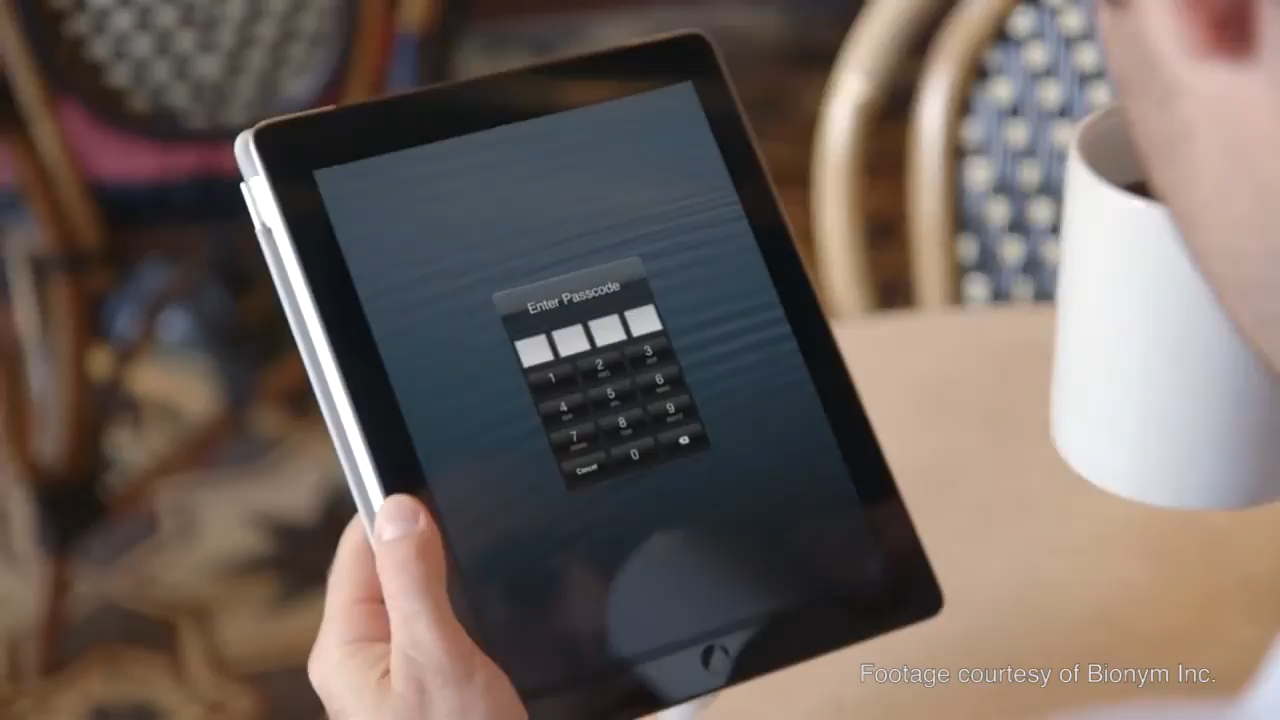 Enter Passcode
1 2 3
4 5 6
7 8 9
Cancel 0
Footage courtesy of Bionym Inc.